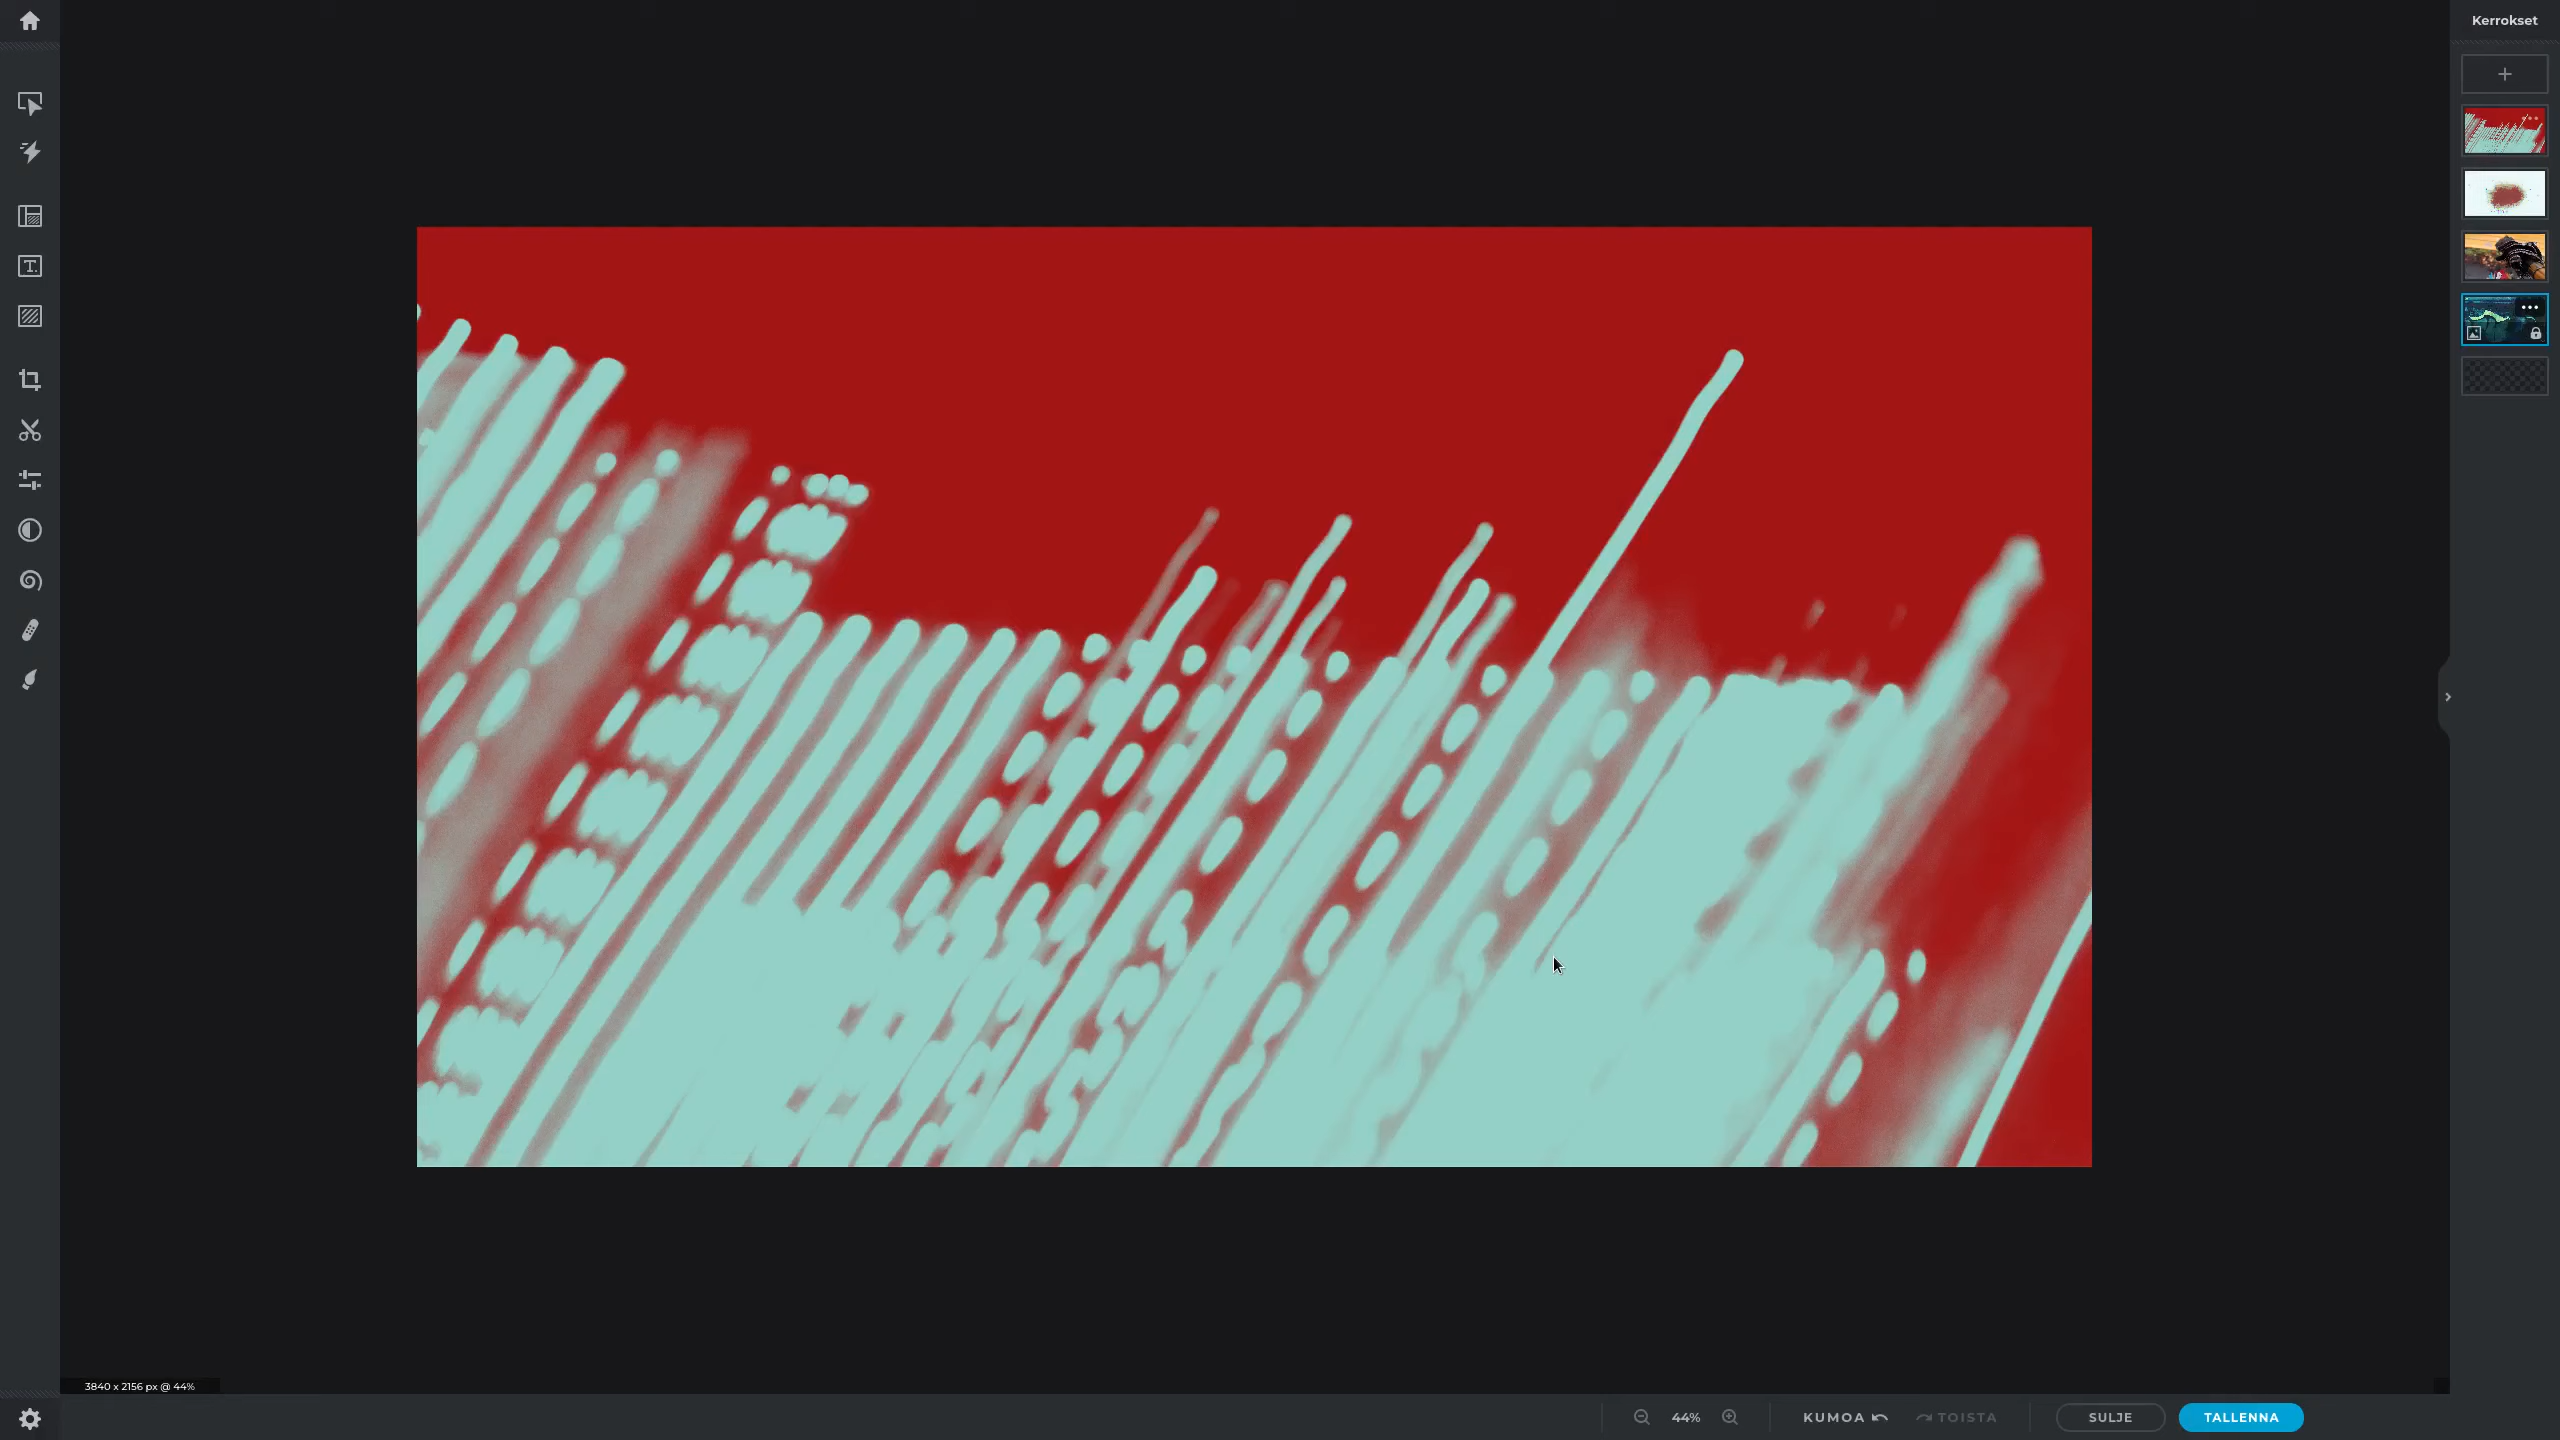 Kerrokset
3840 x 2156 px @ 44%
44%
KUMOA
TOISTA
SULJE
TALLENNA